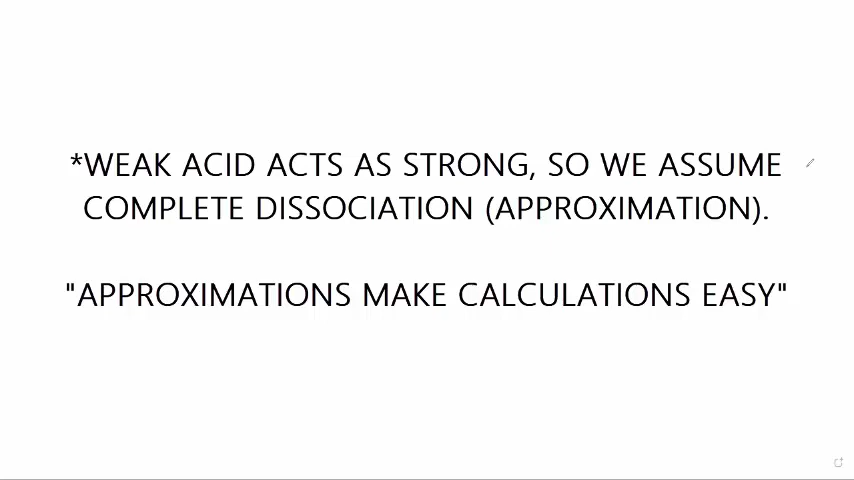 *WEAK ACID ACTS AS STRONG, SO WE ASSUME
COMPLETE DISSOCIATION (APPROXIMATION).
"APPROXIMATIONS MAKE CALCULATIONS EASY"